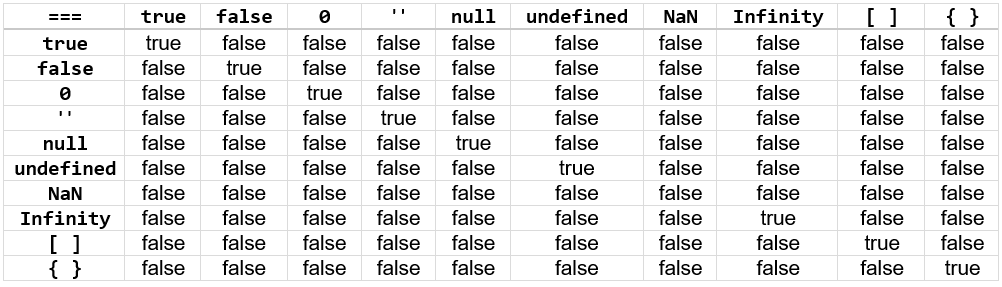 === true false 0 '' null undefined NaN Infinity [ ] { }
true true false false false false false false false false false
false false true false false false false false false false false
0 false false true false false false false false false false
'' false false false true false false false false false false
null false false false false true false false false false false
undefined false false false false false true false false false false
NaN false false false false false false false false false false
Infinity false false false false false false false true false false
[ ] false false false false false false false false true false
{ } false false false false false false false false false true